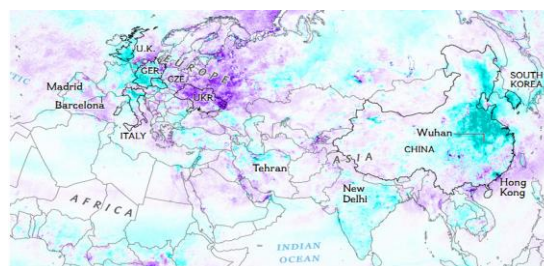 U.K.
EUROPE
GER.
CZE.
UKR.
Madrid
Barcelona
ITALY
SOUTH
KOREA
Wuhan
CHINA
ASIA
Tehran
New
Delhi
Hong
Kong
AFRICA
INDIAN
OCEAN